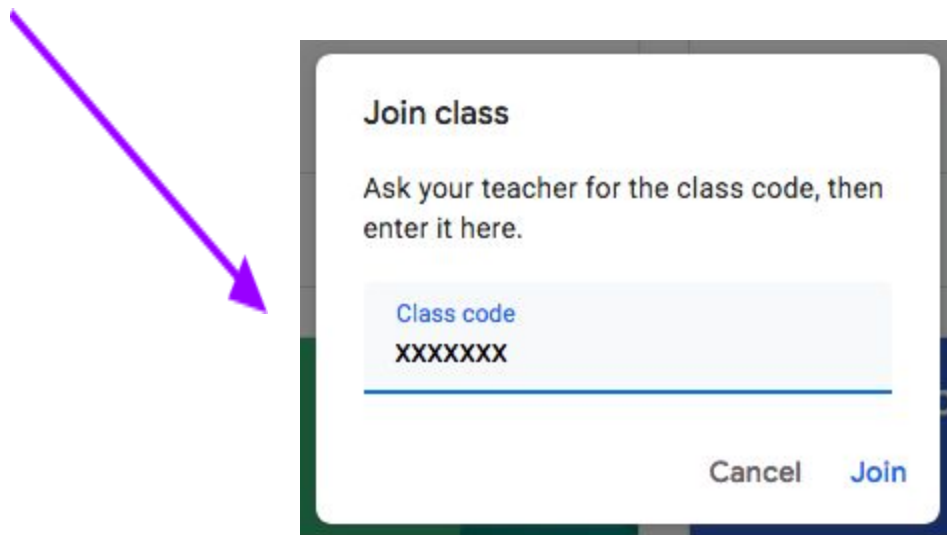 Join class
Ask your teacher for the class code, then
enter it here.
Class code
XXXXXXX
Cancel Join